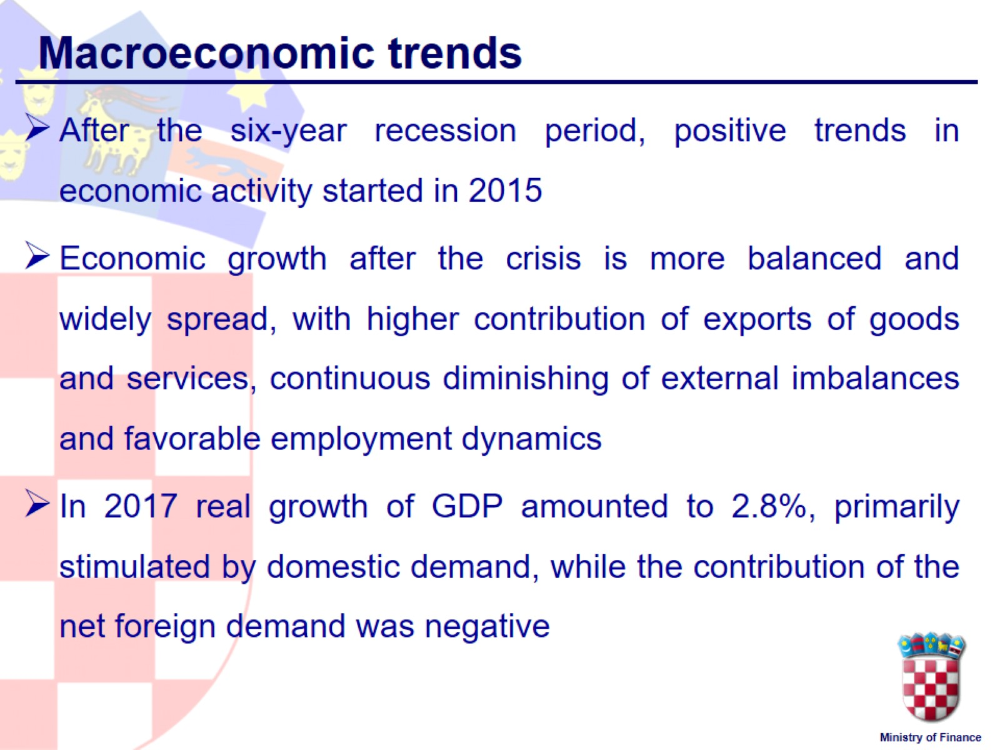 Macroeconomic trends
After the six-year recession period, positive trends in
economic activity started in 2015
Economic growth after the crisis is more balanced and
widely spread, with higher contribution of exports of goods
and services, continuous diminishing of external imbalances
and favorable employment dynamics
In 2017 real growth of GDP amounted to 2.8%, primarily
stimulated by domestic demand, while the contribution of the
net foreign demand was negative
Ministry of Finance